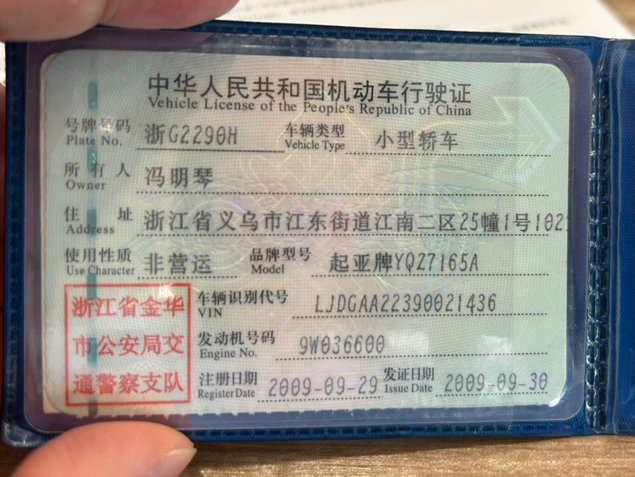 中华人民共和国机动车行驶证
Vehicle License of the People's Republic of China
号牌号码 浙G2290H 车辆类型 小型轿车
Plate No. Vehicle Type
所有人 冯明琴
Owner
住址 浙江省义乌市江东街道江南二区25幢1号102
Address
使用性质 非营运 品牌型号 起亚牌YQZ7165A
Use Character Model
浙江省金华
市公安局交
通警察支队
车辆识别代号 LJDGAA22390021436
VIN
发动机号码 9W036600
Engine No.
注册日期 2009-09-29 发证日期 2009-09-30
Register Date Issue Date